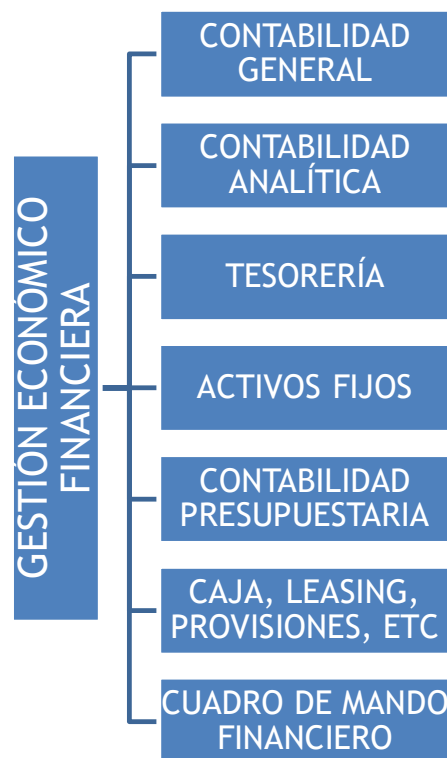 GESTIÓN ECONÓMICO
FINANCIERA
CONTABILIDAD
GENERAL
CONTABILIDAD
ANALÍTICA
TESORERÍA
ACTIVOS FIJOS
CONTABILIDAD
PRESUPUESTARIA
CAJA, LEASING,
PROVISIONES, ETC
CUADRO DE MANDO
FINANCIERO